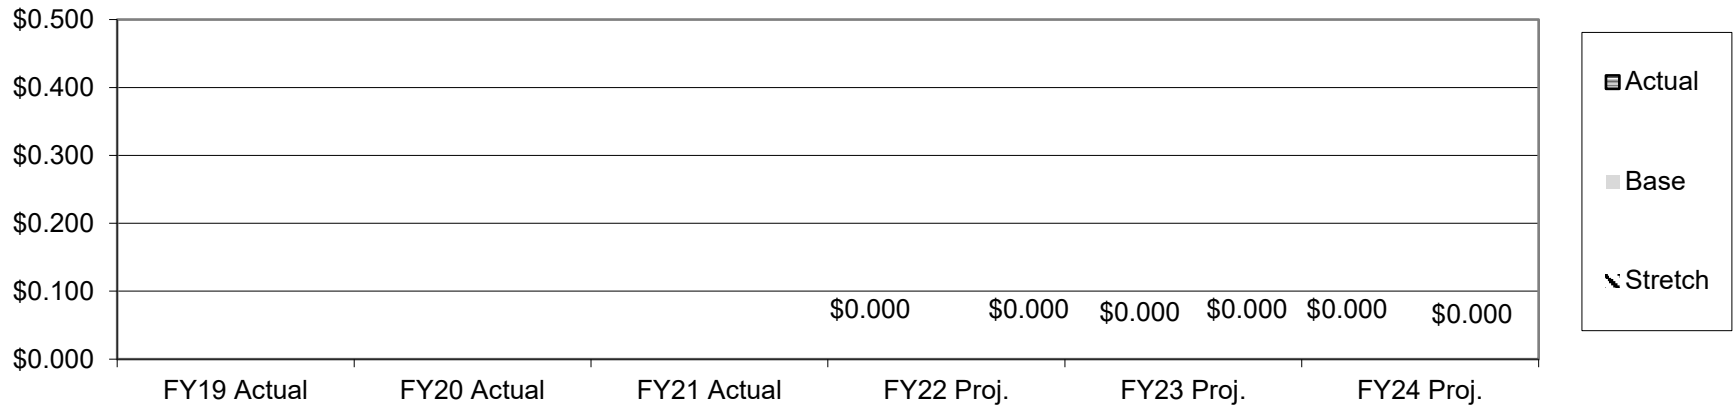 $0.500
$0.400
$0.300
$0.200
$0.100
$0.000
$0.000 $0.000 $0.000 $0.000 $0.000 $0.000
FY19 Actual FY20 Actual FY21 Actual FY22 Proj. FY23 Proj. FY24 Proj.
Actual
Base
Stretch